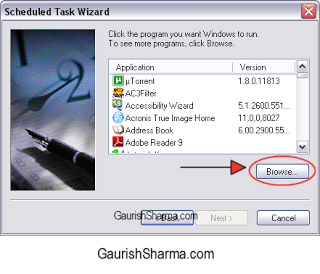 Scheduled Task Wizard
Click the program you want Windows to run.
To see more programs, click Browse.
Application Version
µTorrent 1.8.0.11813
AC3Filter
Accessibility Wizard 5.1.2600.551...
Acronis True Image Home 11,0,0,8027
Address Book 6.00.2900.55...
Adobe Reader 9
Browse...
GaurishSharma.com
Next >
Cancel
GaurishSharma.com